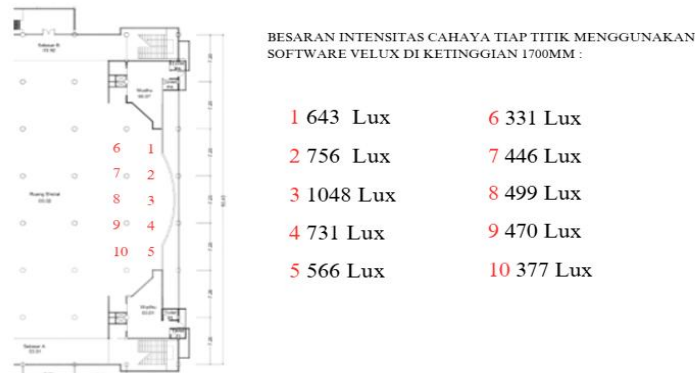 BESARAN INTENSITAS CAHAYA TIAP TITIK MENGGUNAKAN
SOFTWARE VELUX DI KETINGGIAN 1700MM :
1 643 Lux
2 756 Lux
3 1048 Lux
4 731 Lux
5 566 Lux
6 331 Lux
7 446 Lux
8 499 Lux
9 470 Lux
10 377 Lux
6 1
7 2
8 3
9 4
10 5